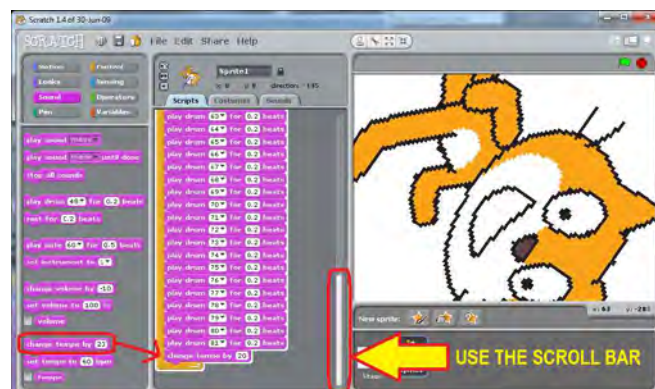 Scratch 1.4 of 30-Jun-09
SCRATCH File Edit Share Help
Motion Control
Looks Sensing
Sound Operators
Pen Variables
Sprite1
direction: -195
Scripts Costumes Sounds
play sound meow
play sound meow until done
stop all sounds
play drum 48 for 0.2 beats
rest for 0.2 beats
play note 60 for 0.5 beats
set instrument to 1
change volume by -10
set volume to 100 %
volume
change tempo by 20
set tempo to 60 bpm
tempo
play drum 63 for 0.2 beats
play drum 64 for 0.2 beats
play drum 65 for 0.2 beats
play drum 66 for 0.2 beats
play drum 67 for 0.2 beats
play drum 68 for 0.2 beats
play drum 69 for 0.2 beats
play drum 70 for 0.2 beats
play drum 71 for 0.2 beats
play drum 72 for 0.2 beats
play drum 73 for 0.2 beats
play drum 74 for 0.2 beats
play drum 75 for 0.2 beats
play drum 76 for 0.2 beats
play drum 77 for 0.2 beats
play drum 78 for 0.2 beats
play drum 79 for 0.2 beats
play drum 80 for 0.2 beats
play drum 81 for 0.2 beats
change tempo by 20
New sprite:
USE THE SCROLL BAR